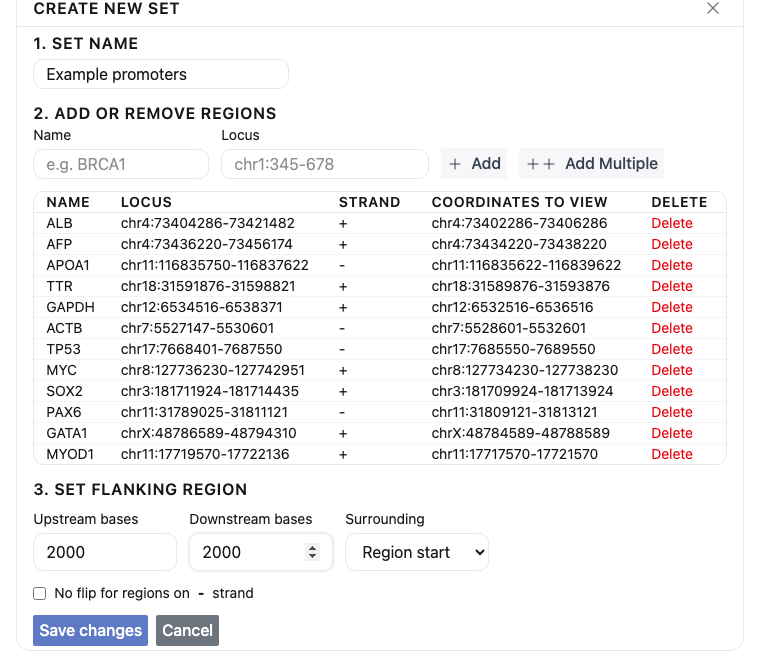 CREATE NEW SET
1. SET NAME
Example promoters
2. ADD OR REMOVE REGIONS
Name Locus
e.g. BRCA1 chr1:345-678 + Add ++ Add Multiple
NAME LOCUS STRAND COORDINATES TO VIEW DELETE
ALB chr4:73404286-73421482 + chr4:73402286-73406286 Delete
AFP chr4:73436220-73456174 + chr4:73434220-73438220 Delete
APOA1 chr11:116835750-116837622 - chr11:116835622-116839622 Delete
TTR chr18:31591876-31598821 + chr18:31589876-31593876 Delete
GAPDH chr12:6534516-6538371 + chr12:6532516-6536516 Delete
ACTB chr7:5527147-5530601 - chr7:5528601-5532601 Delete
TP53 chr17:7668401-7687550 - chr17:7685550-7689550 Delete
MYC chr8:127736230-127742951 + chr8:127734230-127738230 Delete
SOX2 chr3:181711924-181714435 + chr3:181709924-181713924 Delete
PAX6 chr11:31789025-31811121 - chr11:31809121-31813121 Delete
GATA1 chrX:48786589-48794310 + chrX:48784589-48788589 Delete
MYOD1 chr11:17719570-17722136 + chr11:17717570-17721570 Delete
3. SET FLANKING REGION
Upstream bases Downstream bases Surrounding
2000 2000 Region start
No flip for regions on - strand
Save changes Cancel